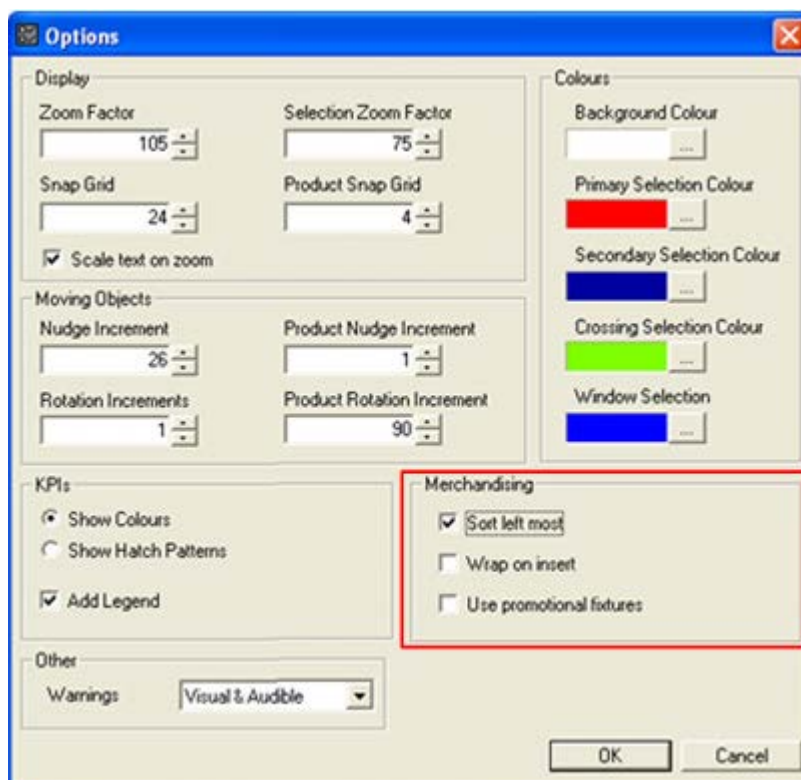 Options
Display
Zoom Factor
Selection Zoom Factor
105
75
Snap Grid
Product Snap Grid
24
4
Scale text on zoom
Moving Objects
Nudge Increment
Product Nudge Increment
26
1
Rotation Increments
Product Rotation Increment
1
90
Colours
Background Colour
...
Primary Selection Colour
...
Secondary Selection Colour
...
Crossing Selection Colour
...
Window Selection
...
KPIs
Show Colours
Show Hatch Patterns
Add Legend
Merchandising
Sort left most
Wrap on insert
Use promotional fixtures
Other
Warnings
Visual & Audible
OK
Cancel